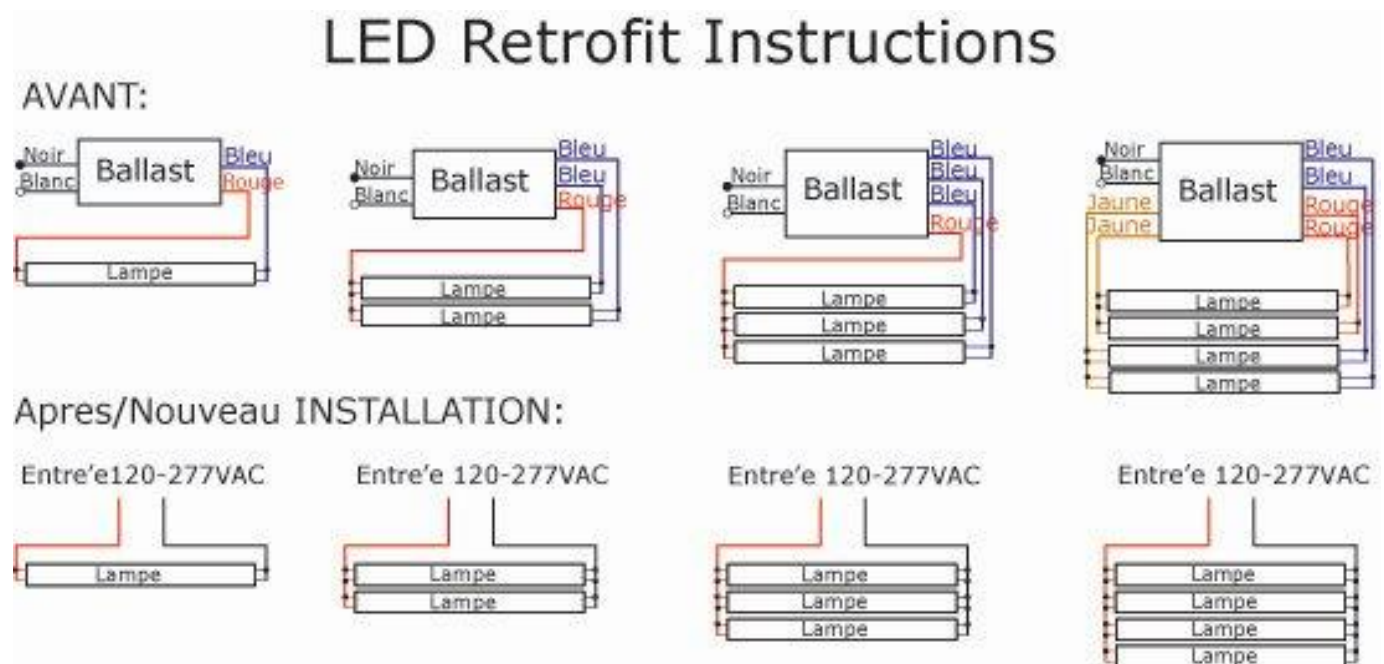 LED Retrofit Instructions
AVANT:
Noir
Blanc
Ballast
Bleu
Rouge
Lampe
Noir
Blanc
Ballast
Bleu
Bleu
Rouge
Lampe
Lampe
Noir
Blanc
Ballast
Bleu
Bleu
Bleu
Rouge
Lampe
Lampe
Lampe
Noir
Blanc
Jaune
Jaune
Ballast
Bleu
Bleu
Rouge
Rouge
Lampe
Lampe
Lampe
Lampe
Apres/Nouveau INSTALLATION:
Entre'e120-277VAC
Lampe
Entre'e 120-277VAC
Lampe
Lampe
Entre'e 120-277VAC
Lampe
Lampe
Lampe
Entre'e 120-277VAC
Lampe
Lampe
Lampe
Lampe